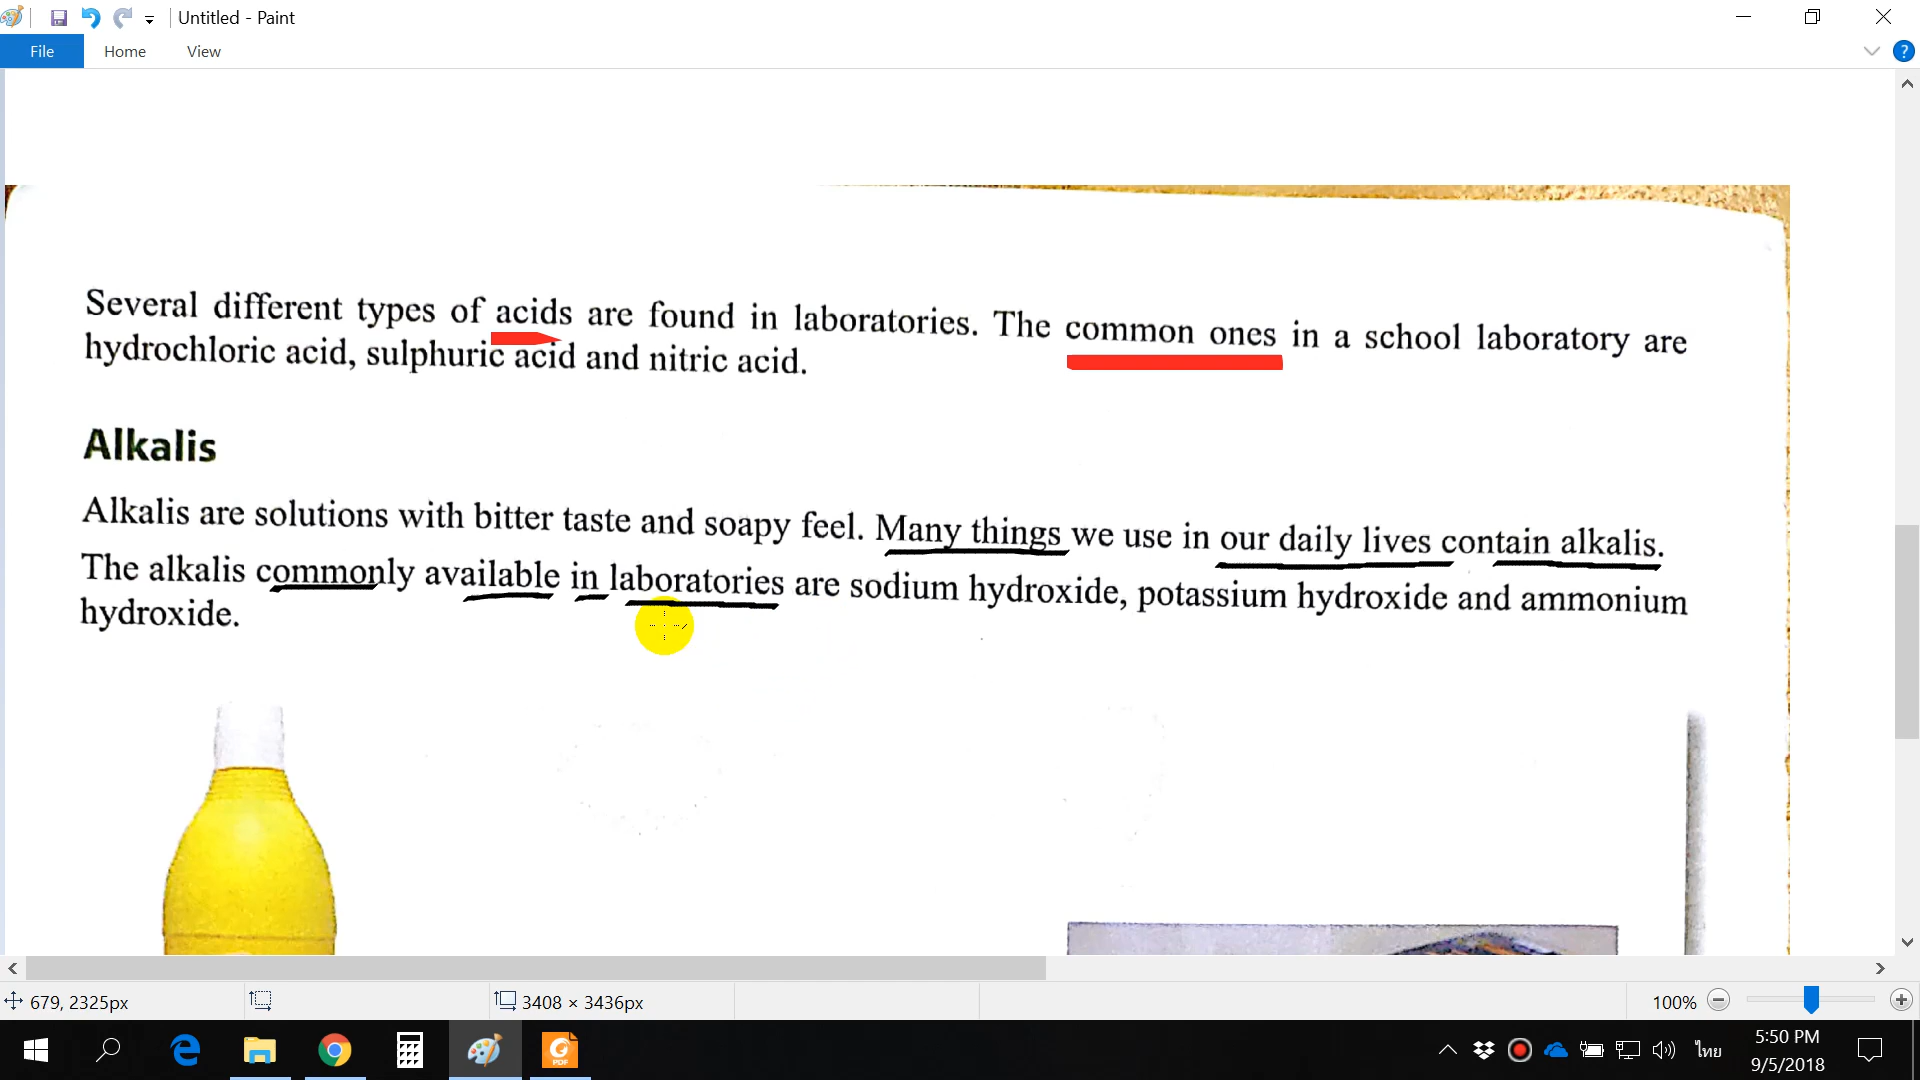 Untitled - Paint
File Home View
Several different types of acids are found in laboratories. The common ones in a school laboratory are
hydrochloric acid, sulphuric acid and nitric acid.
Alkalis
Alkalis are solutions with bitter taste and soapy feel. Many things we use in our daily lives contain alkalis.
The alkalis commonly available in laboratories are sodium hydroxide, potassium hydroxide and ammonium
hydroxide.
679, 2325px 3408 × 3436px 100%
PDF
ไทย
5:50 PM
9/5/2018